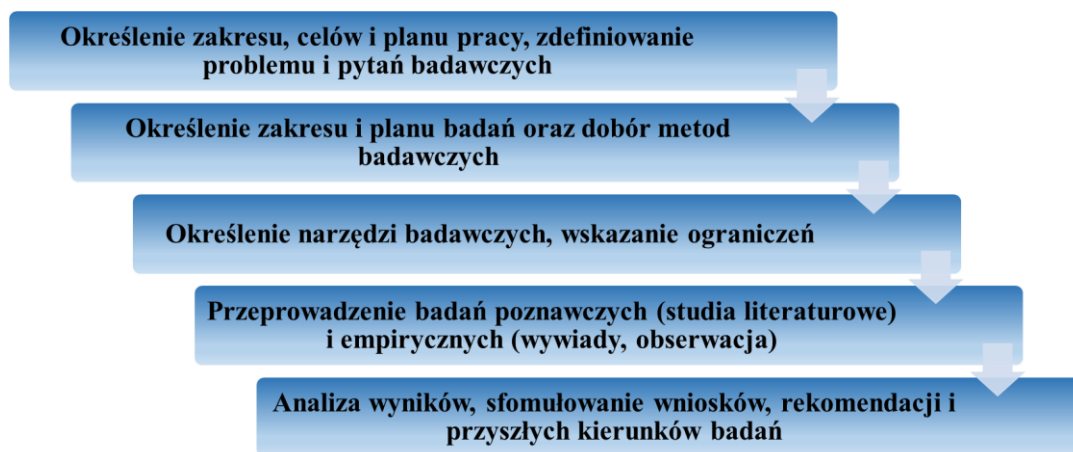 Określenie zakresu, celów i planu pracy, zdefiniowanie
problemu i pytań badawczych
Określenie zakresu i planu badań oraz dobór metod
badawczych
Określenie narzędzi badawczych, wskazanie ograniczeń
Przeprowadzenie badań poznawczych (studia literaturowe)
i empirycznych (wywiady, obserwacja)
Analiza wyników, sfomułowanie wniosków, rekomendacji i
przyszłych kierunków badań